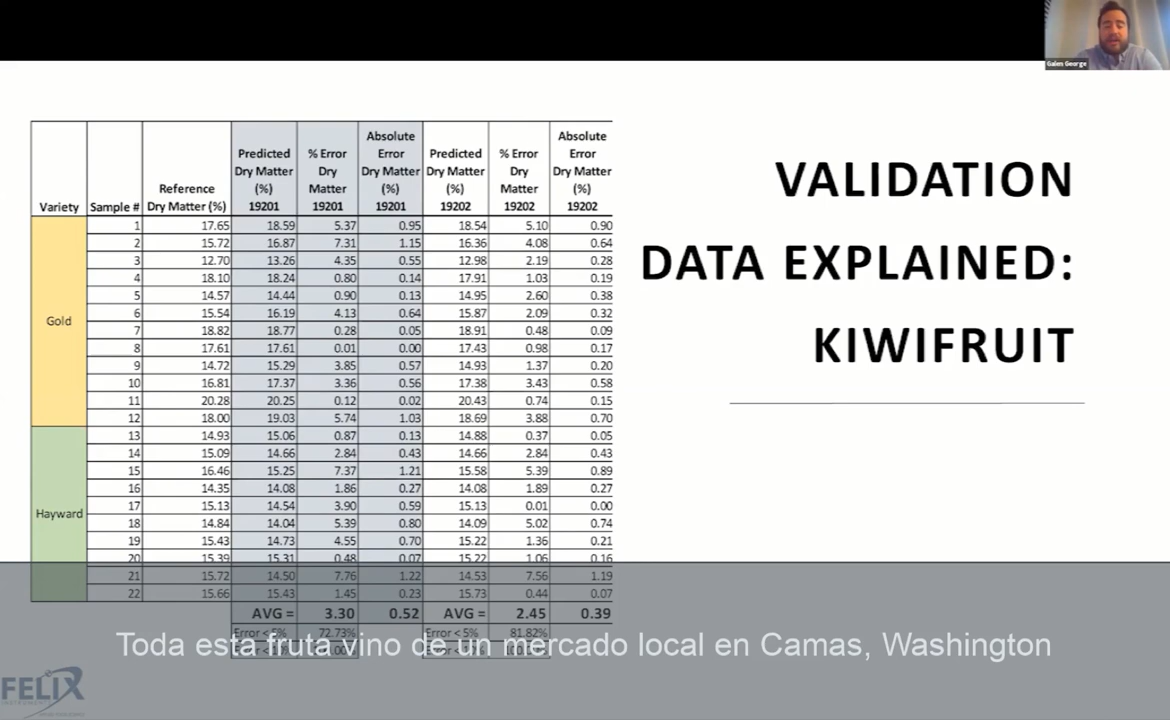 Galen George
VALIDATION
DATA EXPLAINED:
KIWIFRUIT
Variety Sample # Reference Dry Matter (%) Predicted Dry Matter (%) 19201 % Error Dry Matter 19201 Absolute Error Dry Matter (%) 19201 Predicted Dry Matter (%) 19202 % Error Dry Matter 19202 Absolute Error Dry Matter (%) 19202
Gold
1 17.65 18.59 5.37 0.95 18.54 5.10 0.90
2 15.72 16.87 7.31 1.15 16.36 4.08 0.64
3 12.70 13.26 4.35 0.55 12.98 2.19 0.28
4 18.10 18.24 0.80 0.14 17.91 1.03 0.19
5 14.57 14.44 0.90 0.13 14.95 2.60 0.38
6 15.54 16.19 4.13 0.64 15.87 2.09 0.32
7 18.82 18.77 0.28 0.05 18.91 0.48 0.09
8 17.61 17.61 0.01 0.00 17.43 0.98 0.17
9 14.72 15.29 3.85 0.57 14.93 1.37 0.20
10 16.81 17.37 3.36 0.56 17.38 3.43 0.58
11 20.28 20.25 0.12 0.02 20.43 0.74 0.15
12 18.00 19.03 5.74 1.03 18.69 3.88 0.70
Hayward
13 14.93 15.06 0.87 0.13 14.88 0.37 0.05
14 15.09 14.66 2.84 0.43 14.66 2.84 0.43
15 16.46 15.25 7.37 1.21 15.58 5.39 0.89
16 14.35 14.08 1.86 0.27 14.08 1.89 0.27
17 15.13 14.54 3.90 0.59 15.13 0.01 0.00
18 14.84 14.04 5.39 0.80 14.09 5.02 0.74
19 15.43 14.73 4.55 0.70 15.22 1.36 0.21
20 15.39 15.31 0.48 0.07 15.22 1.06 0.16
21 15.72 14.50 7.76 1.22 14.53 7.56 1.19
22 15.66 15.43 1.45 0.23 15.73 0.44 0.07
AVG = 3.30 0.52 AVG = 2.45 0.39
Error < 5% 72.73% Error < 5% 81.82%
Toda esta fruta vino de un mercado local en Camas, Washington
FELIX
INSTRUMENTS